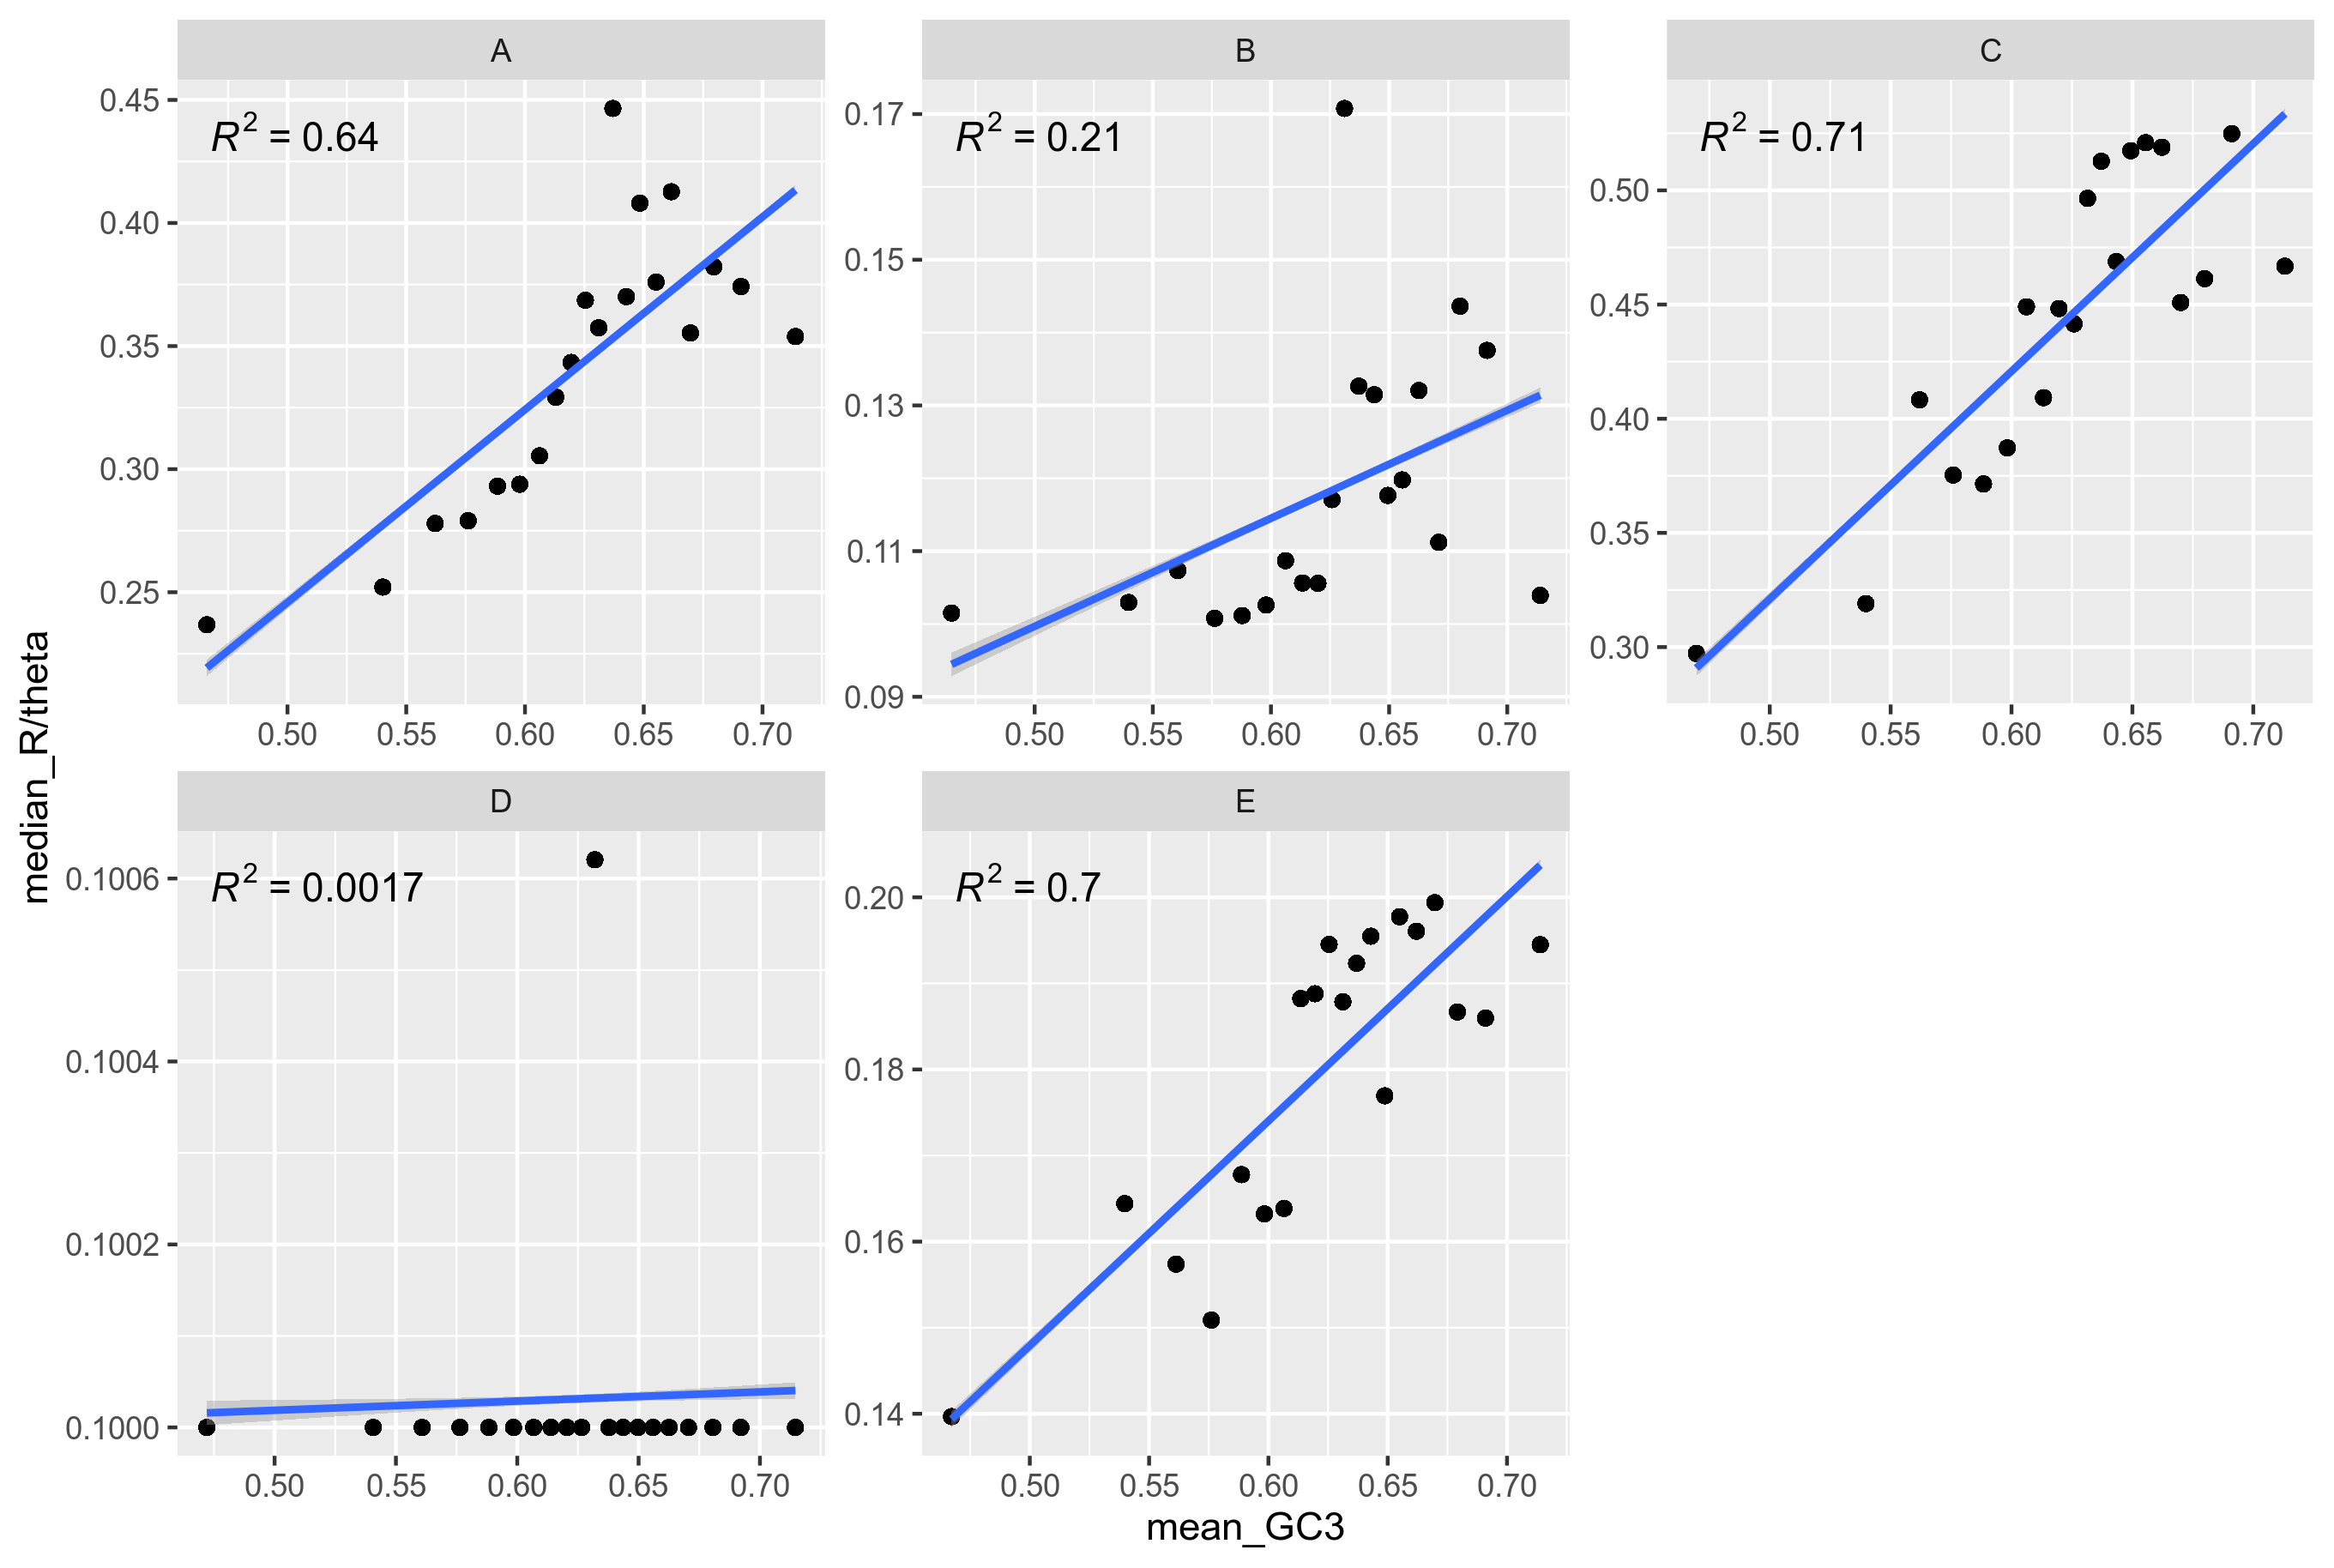 A
B
C
0.45
0.40
0.35
0.30
0.25
R² = 0.64
0.50 0.55 0.60 0.65 0.70
0.17
0.15
0.13
0.11
0.09
R² = 0.21
0.50 0.55 0.60 0.65 0.70
0.50
0.45
0.40
0.35
0.30
R² = 0.71
0.50 0.55 0.60 0.65 0.70
median_R/theta
D
E
0.1006
0.1004
0.1002
0.1000
R² = 0.0017
0.50 0.55 0.60 0.65 0.70
0.20
0.18
0.16
0.14
R² = 0.7
0.50 0.55 0.60 0.65 0.70
mean_GC3